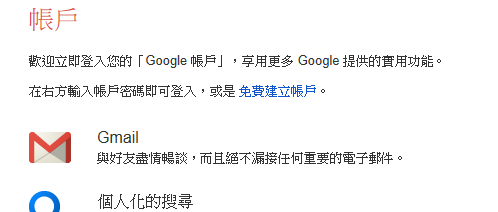 帳戶
歡迎立即登入您的「Google 帳戶」，享用更多 Google 提供的實用功能。
在右方輸入帳戶密碼即可登入，或是 免費建立帳戶。
Gmail
與好友盡情暢談，而且絕不漏接任何重要的電子郵件。
個人化的搜尋